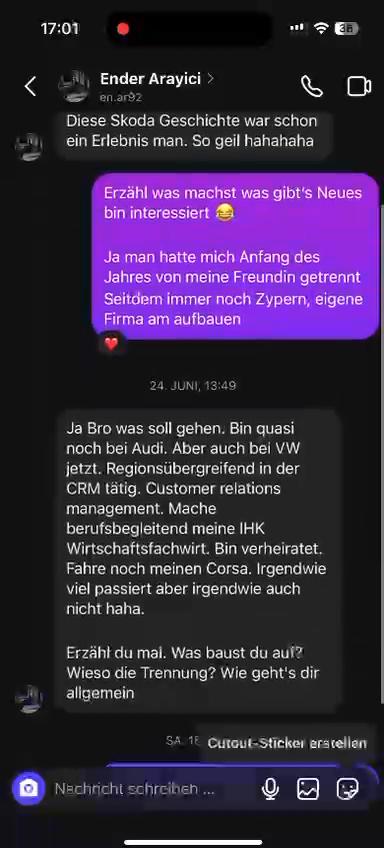 17:01
38
Ender Arayici
en.ar92
Diese Skoda Geschichte war schon
ein Erlebnis man. So geil hahahaha
Erzähl was machst was gibt's Neues
bin interessiert 😂
Ja man hatte mich Anfang des
Jahres von meine Freundin getrennt
Seitdem immer noch Zypern, eigene
Firma am aufbauen
❤️
24. JUNI, 13:49
Ja Bro was soll gehen. Bin quasi
noch bei Audi. Aber auch bei VW
jetzt. Regionsübergreifend in der
CRM tätig. Customer relations
management. Mache
berufsbegleitend meine IHK
Wirtschaftsfachwirt. Bin verheiratet.
Fahre noch meinen Corsa. Irgendwie
viel passiert aber irgendwie auch
nicht haha.
Erzähl du mal. Was baust du auf?
Wieso die Trennung? Wie geht's dir
allgemein
SA. 
Cutout-Sticker erstellen
Nachricht schreiben ...